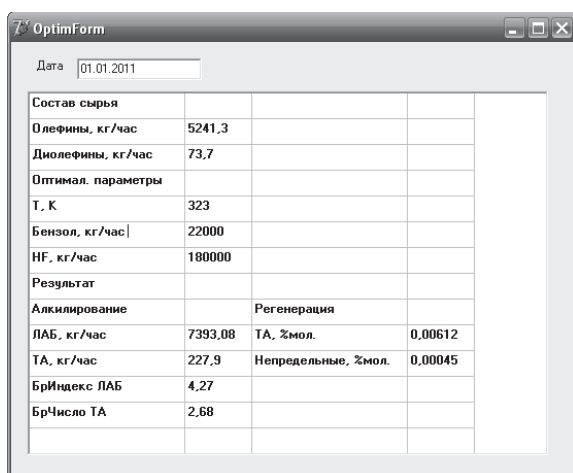 OptimForm
Дата 01.01.2011
Состав сырья
Олефины, кг/час 5241,3
Диолефины, кг/час 73,7
Оптимал. параметры
Т, К 323
Бензол, кг/час 22000
HF, кг/час 180000
Результат
Алкилирование Регенерация
ЛАБ, кг/час 7393,08 ТА, %мол. 0,00612
ТА, кг/час 227,9 Непредельные, %мол. 0,00045
БрИндекс ЛАБ 4,27
БрЧисло ТА 2,68